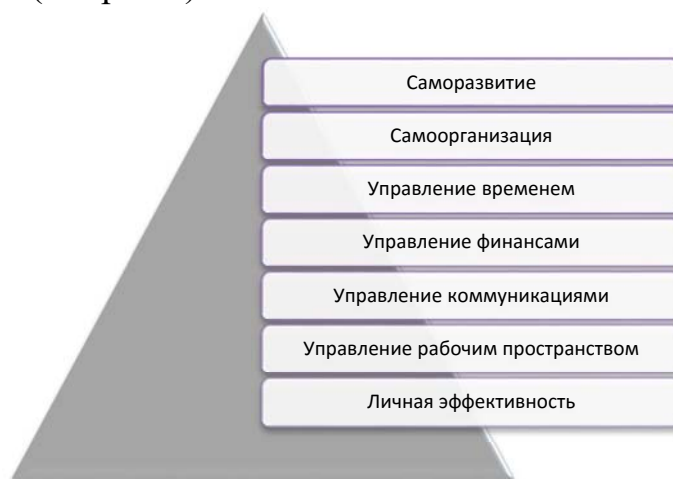 Саморазвитие
Самоорганизация
Управление временем
Управление финансами
Управление коммуникациями
Управление рабочим пространством
Личная эффективность